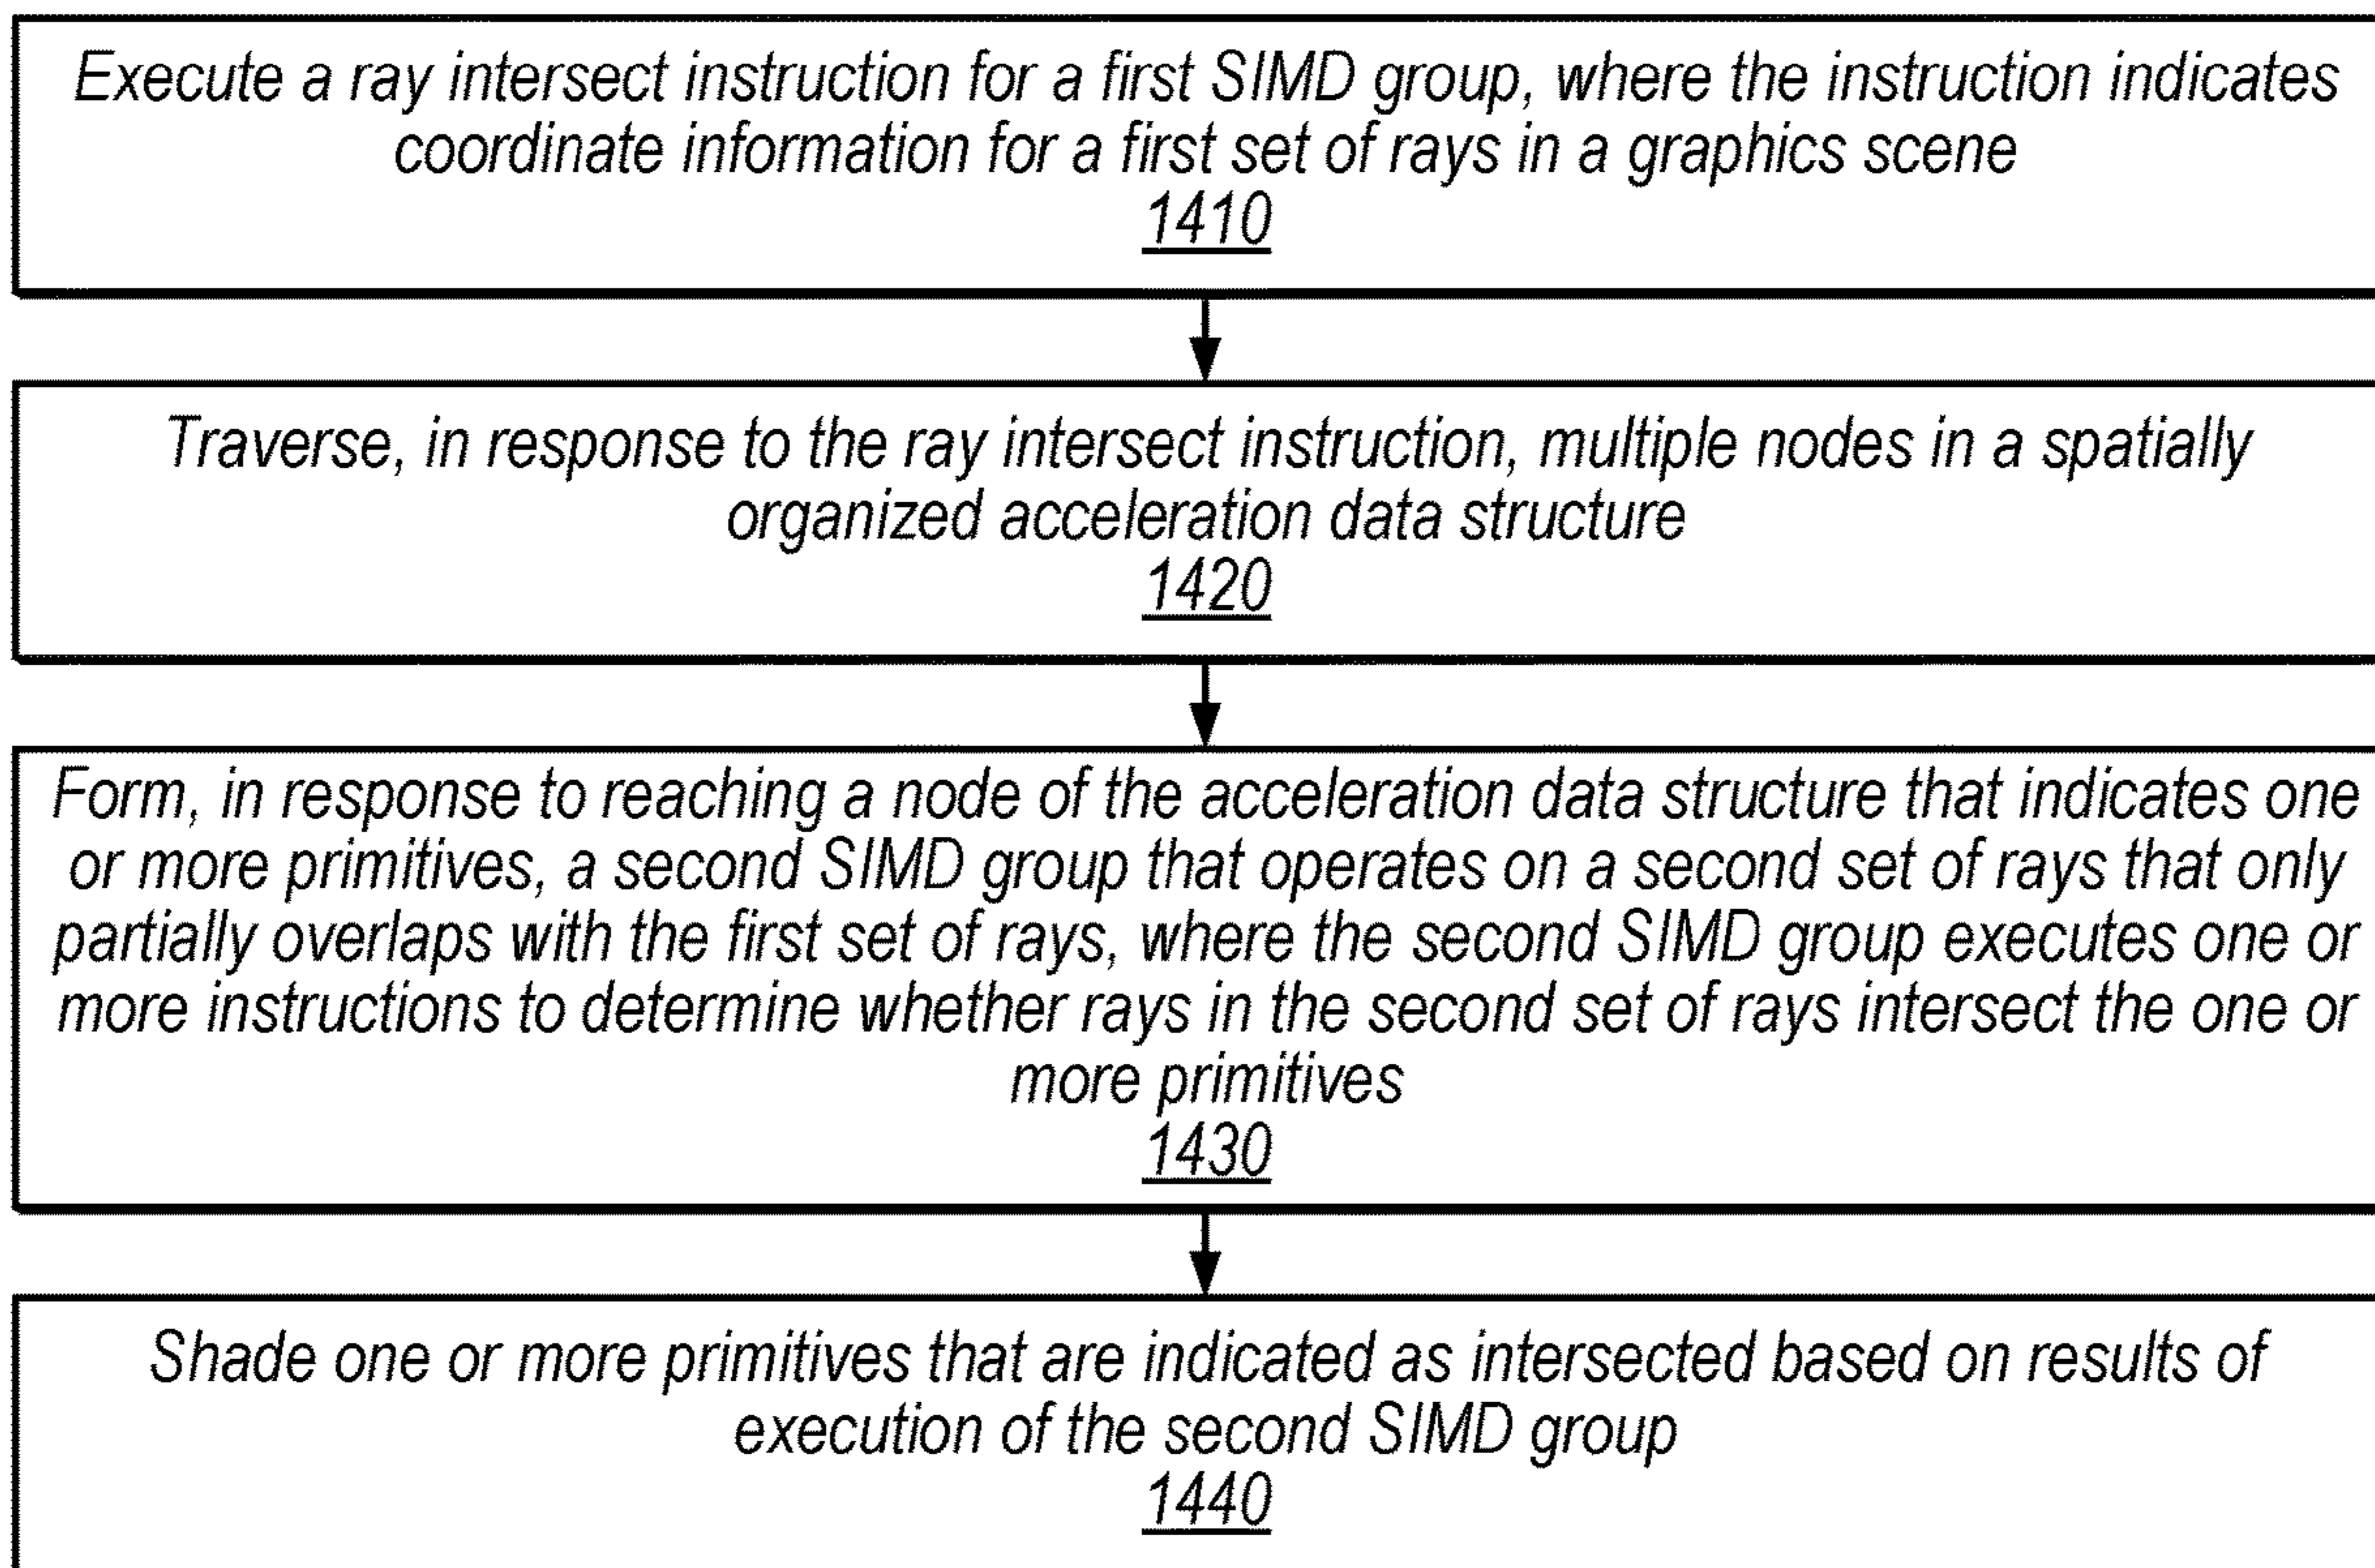 Execute a ray intersect instruction for a first SIMD group, where the instruction indicates
coordinate information for a first set of rays in a graphics scene
1410
Traverse, in response to the ray intersect instruction, multiple nodes in a spatially
organized acceleration data structure
1420
Form, in response to reaching a node of the acceleration data structure that indicates one
or more primitives, a second SIMD group that operates on a second set of rays that only
partially overlaps with the first set of rays, where the second SIMD group executes one or
more instructions to determine whether rays in the second set of rays intersect the one or
more primitives
1430
Shade one or more primitives that are indicated as intersected based on results of
execution of the second SIMD group
1440